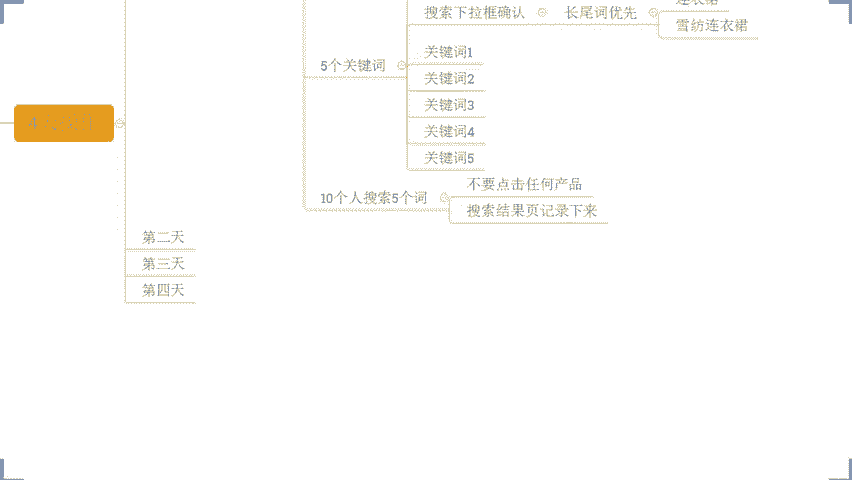 搜索下拉框确认
长尾词优先
连衣裙
雪纺连衣裙
5个关键词
关键词1
关键词2
关键词3
关键词4
关键词5
10个人搜索5个词
不要点击任何产品
搜索结果页记录下来
第二天
第三天
第四天